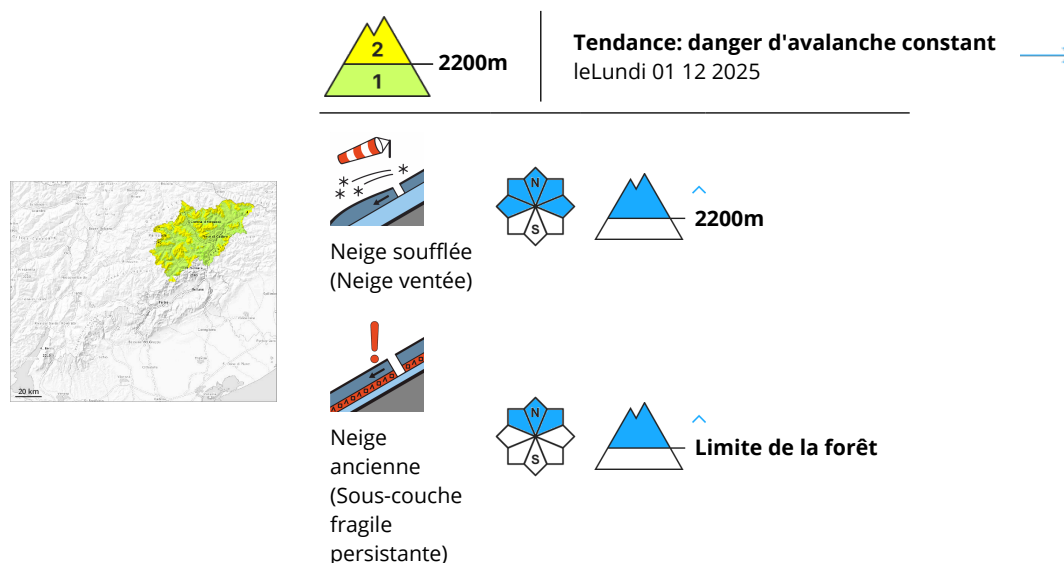 2
1
2200m
Tendance: danger d'avalanche constant
leLundi 01 12 2025
N
S
2200m
Neige soufflée
(Neige ventée)
N
S
Limite de la forêt
Neige
ancienne
(Sous-couche
fragile
persistante)
20 km